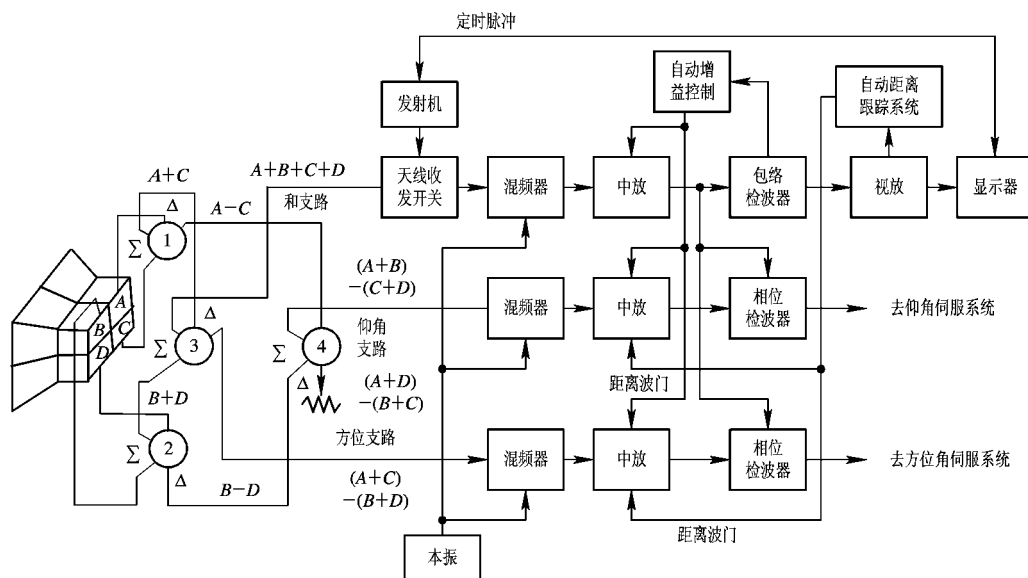 定时脉冲
发射机
自动增
益控制
自动距离
跟踪系统
A+B+C+D
和支路
天线收
发开关
混频器
中放
包络
检波器
视放
显示器
A+C
Δ
A−C
Σ
1
A
B
C
D
(A+B)
−(C+D)
混频器
中放
相位
检波器
去仰角伺服系统
Δ
Σ
3
仰角
支路
Σ
4
Δ
(A+D)
−(B+C)
距离波门
B+D
方位支路
Σ
2
Δ
B−D
(A+C)
−(B+D)
混频器
中放
相位
检波器
去方位角伺服系统
距离波门
本振